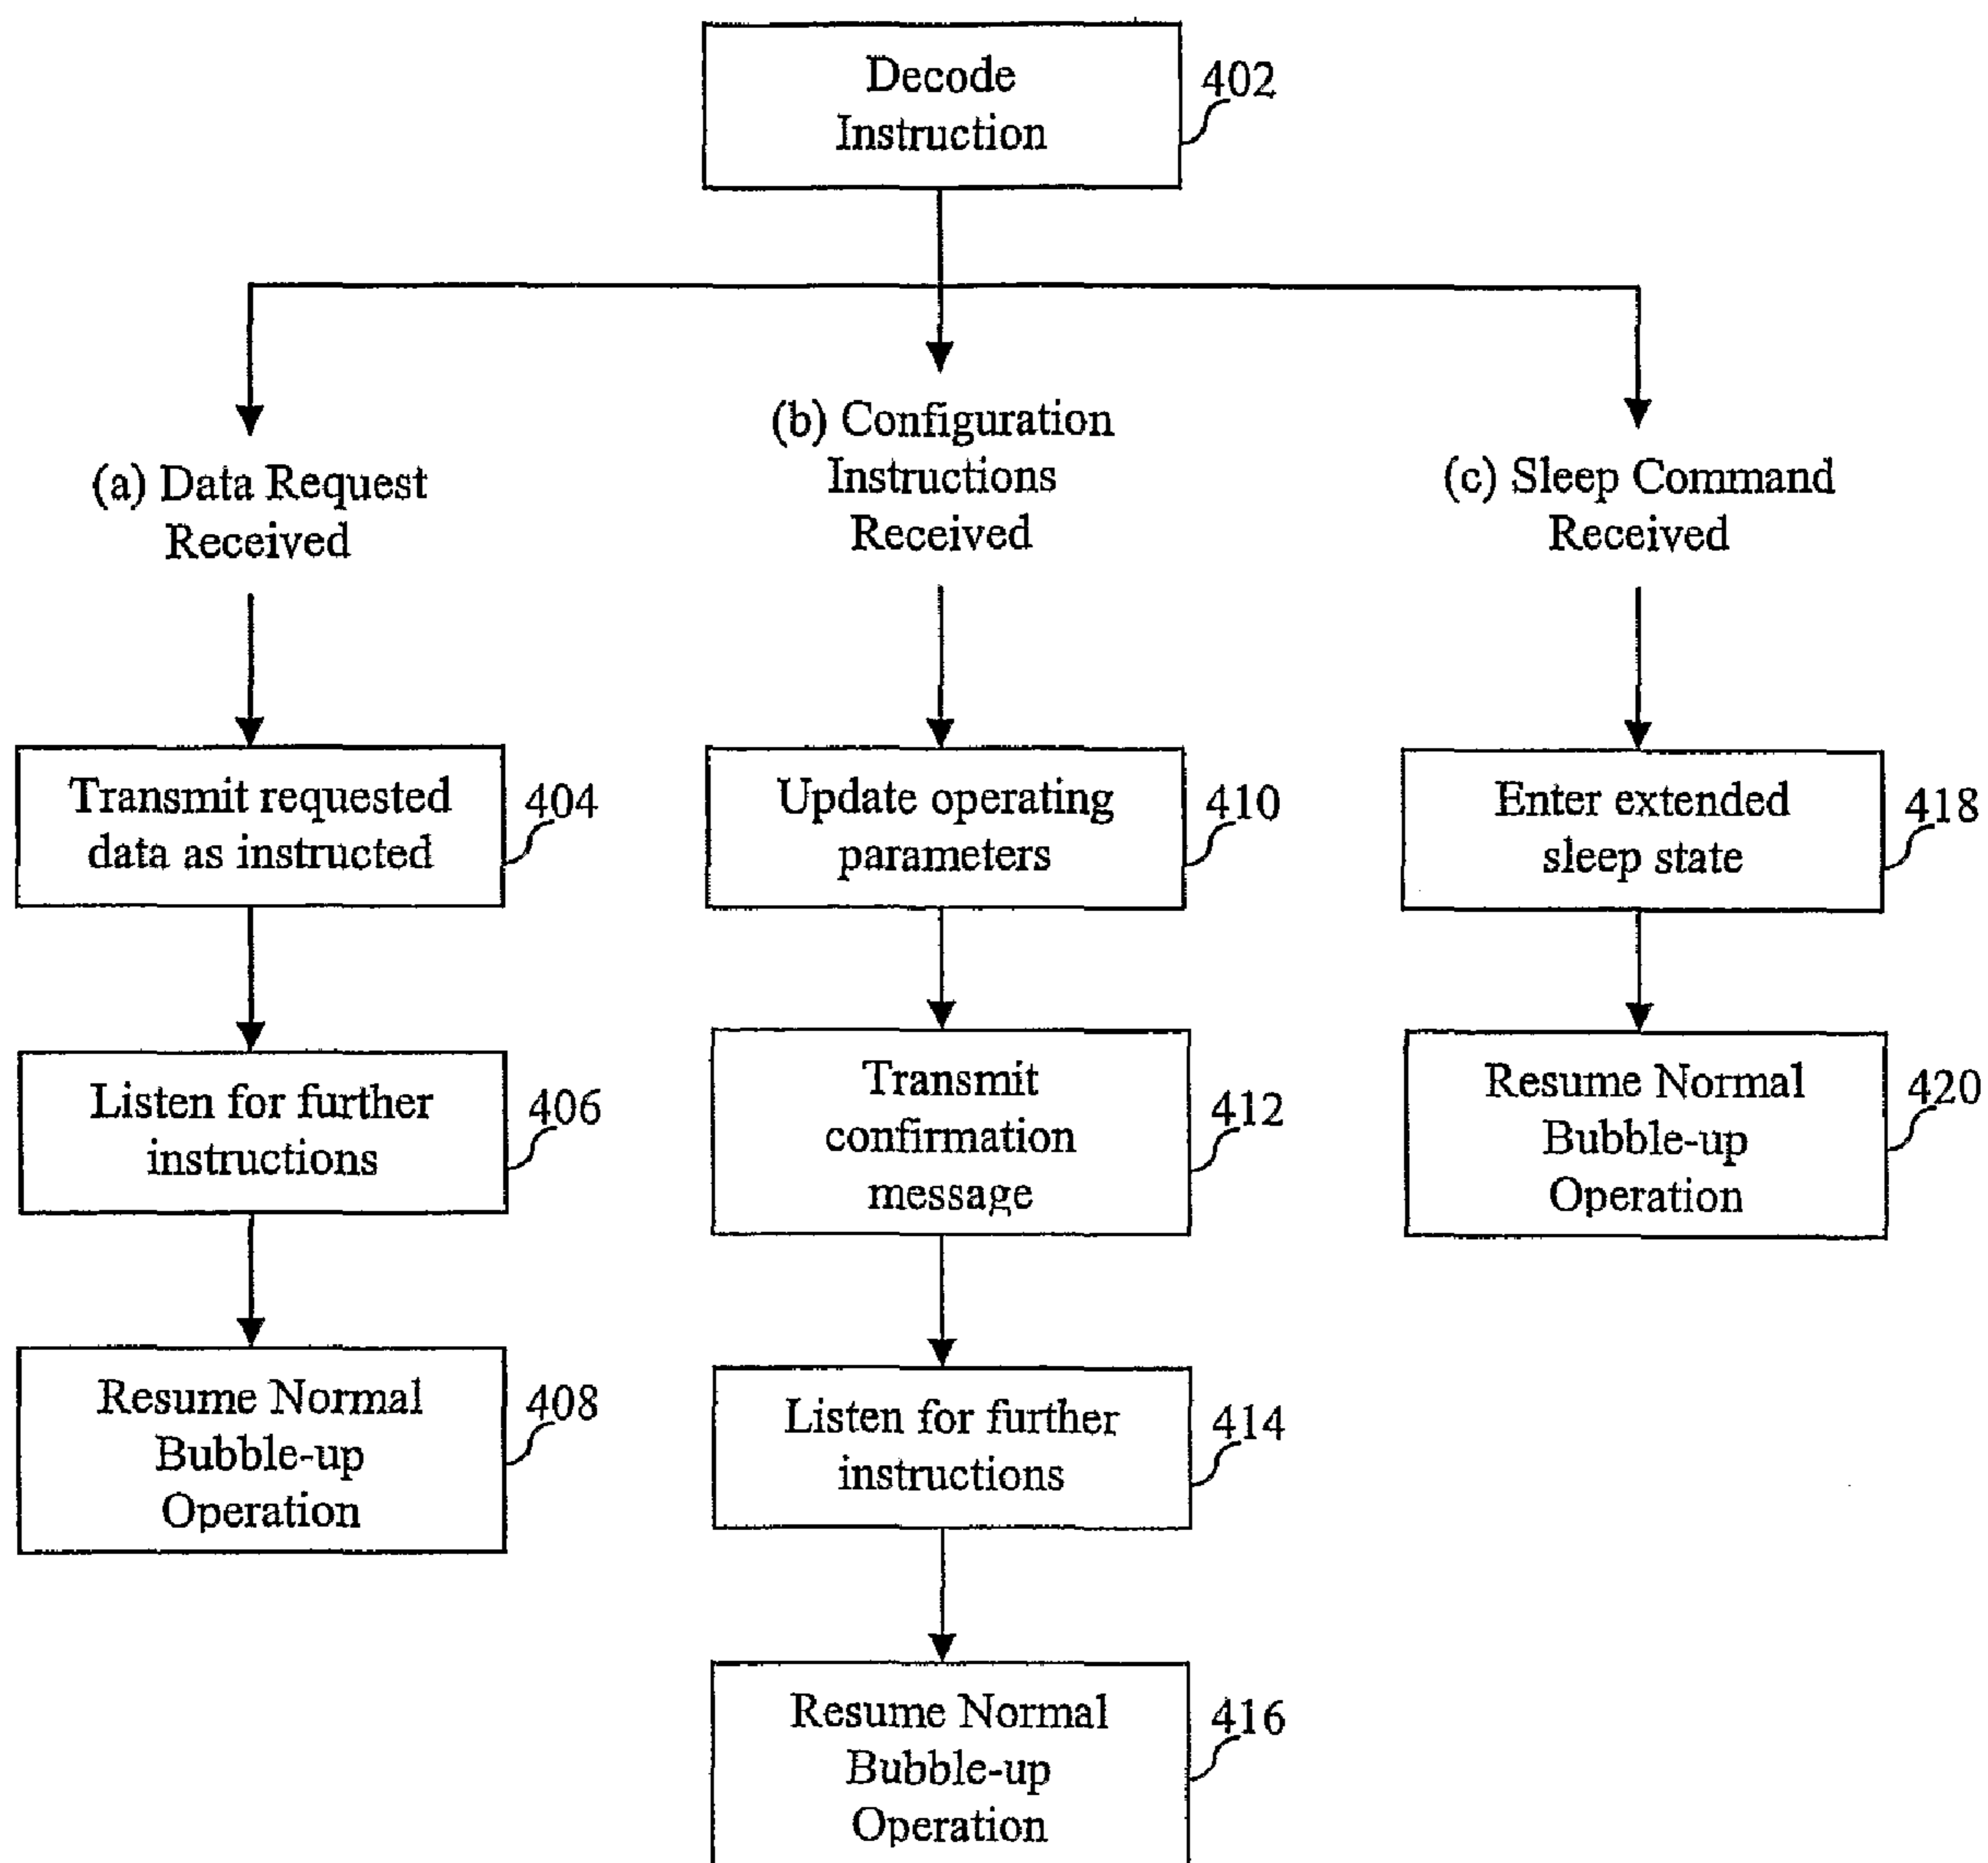 Decode
Instruction
402
(a) Data Request
Received
(b) Configuration
Instructions
Received
(c) Sleep Command
Received
Transmit requested
data as instructed
404
Update operating
parameters
410
Enter extended
sleep state
418
Listen for further
instructions
406
Transmit
confirmation
message
412
Resume Normal
Bubble-up
Operation
420
Resume Normal
Bubble-up
Operation
408
Listen for further
instructions
414
Resume Normal
Bubble-up
Operation
416